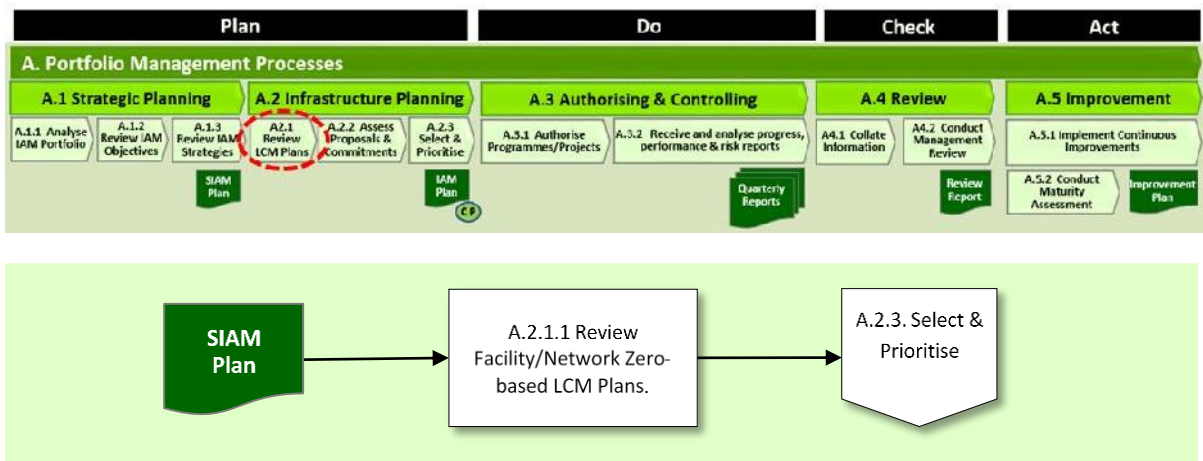 Plan
Do
Check
Act
A. Portfolio Management Processes
A.1 Strategic Planning
A.2 Infrastructure Planning
A.3 Authorising & Controlling
A.4 Review
A.5 Improvement
A.1.1 Analyse
IAM Portfolio
A.1.2
Review IAM
Objectives
A.1.3
Review IAM
Strategies
A2.1
Review
LCM Plans
A.2.2 Assess
Proposals &
Commitments
A.2.3
Select &
Prioritise
A.3.1 Authorise
Programmes/Projects
A.3.2 Receive and analyse progress,
performance & risk reports
A4.1 Collate
Information
A4.2 Conduct
Management
Review
A.5.1 Implement Continuous
Improvements
SIAM
Plan
IAM
Plan
CP
Quarterly
Reports
Review
Report
A.5.2 Conduct
Maturity
Assessment
Improvement
Plan
SIAM
Plan
A.2.1.1 Review
Facility/Network Zero-
based LCM Plans.
A.2.3. Select &
Prioritise